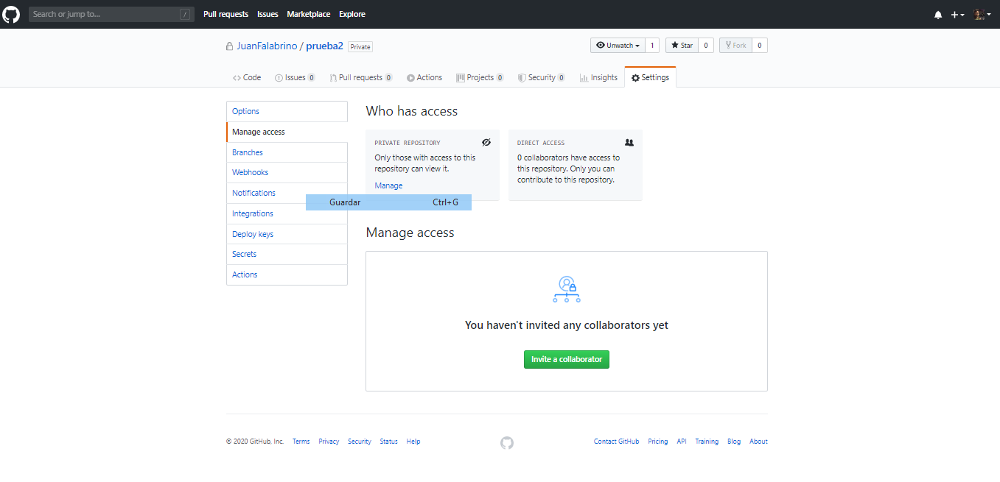 Search or jump to... /
Pull requests Issues Marketplace Explore
JuanFalabrino / prueba2 Private
Unwatch 1 Star 0 Fork 0
Code Issues 0 Pull requests 0 Actions Projects 0 Security 0 Insights Settings
Options
Manage access
Branches
Webhooks
Notifications
Integrations
Deploy keys
Secrets
Actions
Who has access
PRIVATE REPOSITORY
Only those with access to this
repository can view it.
Manage
DIRECT ACCESS
0 collaborators have access to
this repository. Only you can
contribute to this repository.
Guardar Ctrl+G
Manage access
You haven't invited any collaborators yet
Invite a collaborator
© 2020 GitHub, Inc. Terms Privacy Security Status Help
Contact GitHub Pricing API Training Blog About